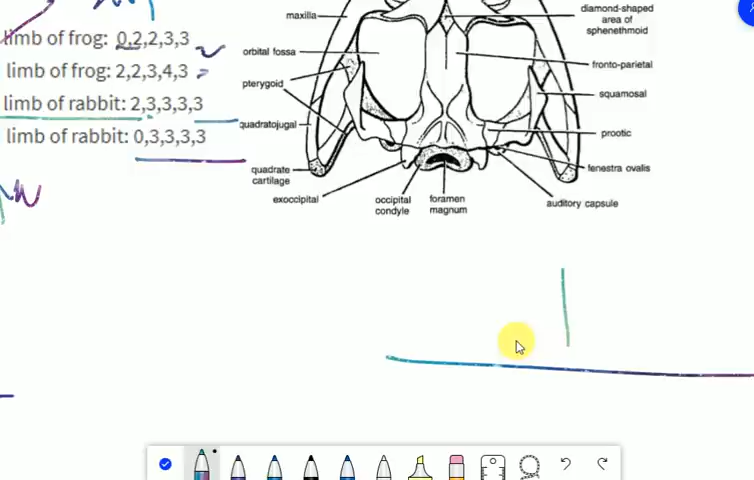 limb of frog: 0,2,2,3,3
limb of frog: 2,2,3,4,3
limb of rabbit: 2,3,3,3,3
limb of rabbit: 0,3,3,3,3
maxilla
orbital fossa
pterygoid
quadratojugal
quadrate
cartilage
exoccipital
occipital
condyle
foramen
magnum
diamond-shaped
area of
sphenethmoid
fronto-parietal
squamosal
prootic
fenestra ovalis
auditory capsule